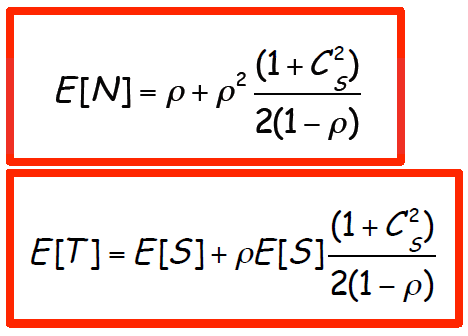 E[N] = ρ + ρ² (1 + C_S²) / 2(1 − ρ)
E[T] = E[S] + ρE[S] (1 + C_S²) / 2(1 − ρ)